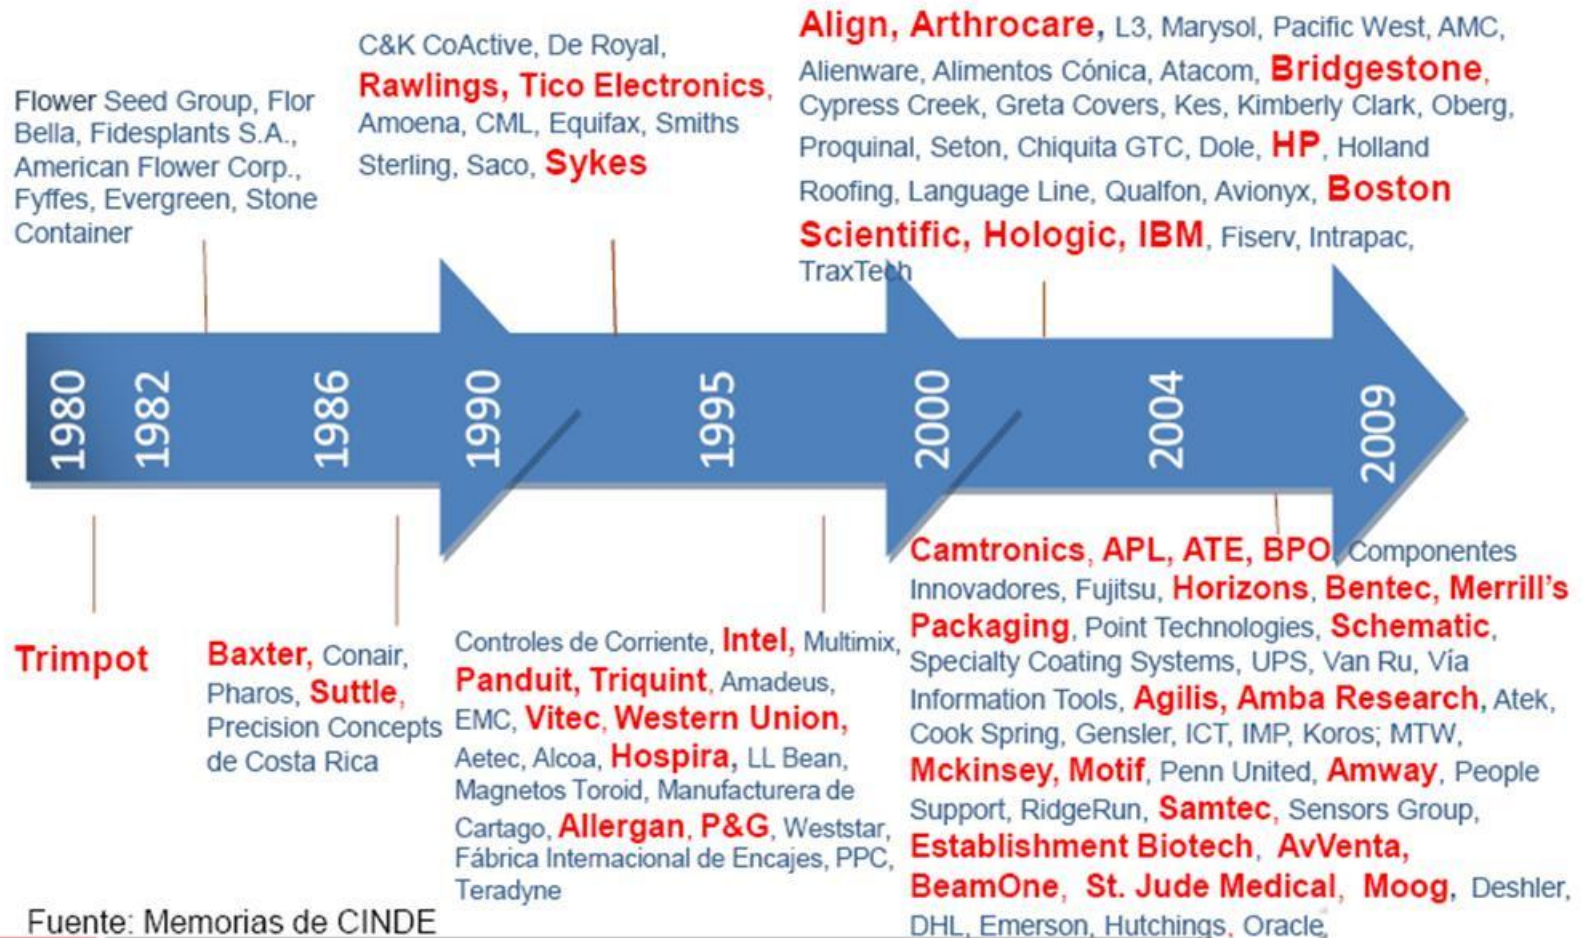 Flower Seed Group, Flor
Bella, Fidesplants S.A.,
American Flower Corp.,
Fyffes, Evergreen, Stone
Container
C&K CoActive, De Royal,
Rawlings, Tico Electronics,
Amoena, CML, Equifax, Smiths
Sterling, Saco, Sykes
Align, Arthrocare, L3, Marysol, Pacific West, AMC,
Alienware, Alimentos Cónica, Atacom, Bridgestone,
Cypress Creek, Greta Covers, Kes, Kimberly Clark, Oberg,
Proquinal, Seton, Chiquita GTC, Dole, HP, Holland
Roofing, Language Line, Qualfon, Avionyx, Boston
Scientific, Hologic, IBM, Fiserv, Intrapac,
TraxTech
1980
1982
1986
1990
1995
2000
2004
2009
Trimpot
Baxter, Conair,
Pharos, Suttle,
Precision Concepts
de Costa Rica
Controles de Corriente, Intel, Multimix,
Panduit, Triquint, Amadeus,
EMC, Vitec, Western Union,
Aetec, Alcoa, Hospira, LL Bean,
Magnetos Toroid, Manufacturera de
Cartago, Allergan, P&G, Weststar,
Fábrica Internacional de Encajes, PPC,
Teradyne
Camtronics, APL, ATE, BPO, Componentes
Innovadores, Fujitsu, Horizons, Bentec, Merrill's
Packaging, Point Technologies, Schematic,
Specialty Coating Systems, UPS, Van Ru, Vía
Information Tools, Agilis, Amba Research, Atek,
Cook Spring, Gensler, ICT, IMP, Koros; MTW,
Mckinsey, Motif, Penn United, Amway, People
Support, RidgeRun, Samtec, Sensors Group,
Establishment Biotech, AvVenta,
BeamOne, St. Jude Medical, Moog, Deshler,
DHL, Emerson, Hutchings, Oracle,
Fuente: Memorias de CINDE